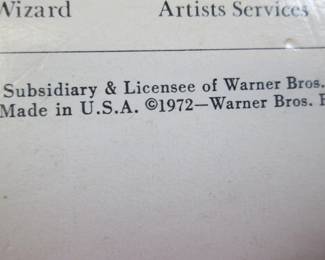 Wizard Artists Services
Subsidiary & Licensee of Warner Bros.
Made in U.S.A. ©1972—Warner Bros.